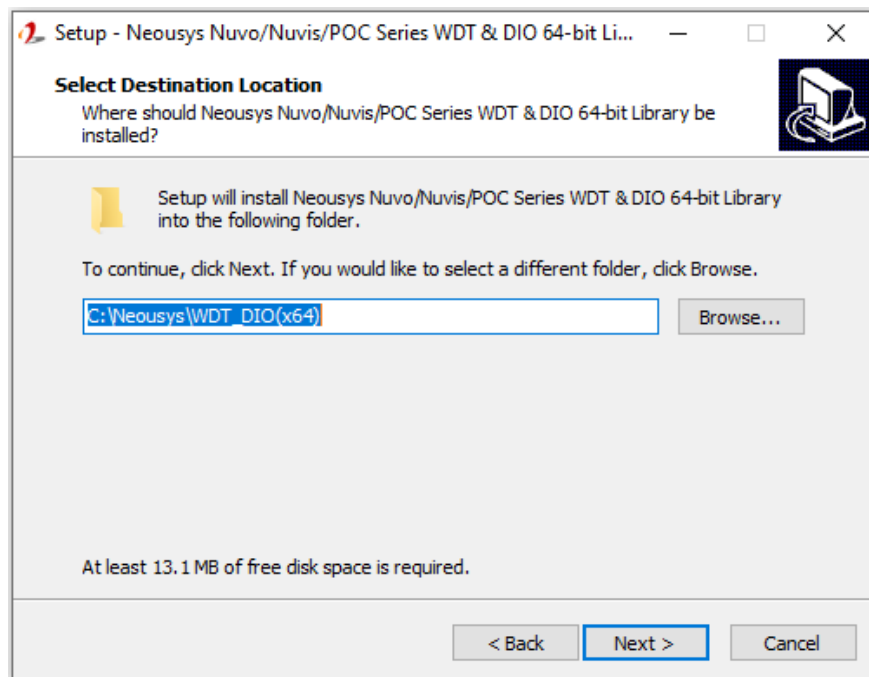 Setup - Neousys Nuvo/Nuvis/POC Series WDT & DIO 64-bit Li...
Select Destination Location
Where should Neousys Nuvo/Nuvis/POC Series WDT & DIO 64-bit Library be
installed?
Setup will install Neousys Nuvo/Nuvis/POC Series WDT & DIO 64-bit Library
into the following folder.
To continue, click Next. If you would like to select a different folder, click Browse.
C:\Neousys\WDT_DIO(x64)
Browse...
At least 13.1 MB of free disk space is required.
< Back
Next >
Cancel